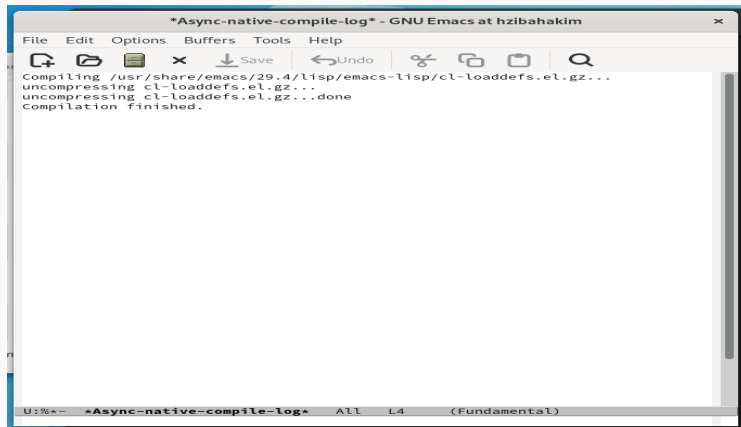 *Async-native-compile-log* - GNU Emacs at hzibahakim
File Edit Options Buffers Tools Help
Save Undo
Compiling /usr/share/emacs/29.4/lisp/emacs-lisp/cl-loaddefs.el.gz...
uncompressing cl-loaddefs.el.gz...
uncompressing cl-loaddefs.el.gz...done
Compilation finished.
U:%*- *Async-native-compile-log* All L4 (Fundamental)